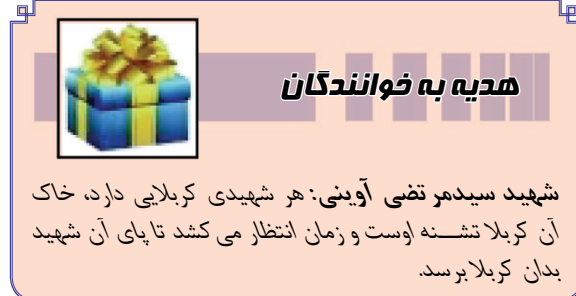 هدیه به خوانندگان
شهید سیدمرتضی آوینی: هر شهیدی کربلایی دارد، خاک
آن کربلا تشنه اوست و زمان انتظار می کشد تا پای آن شهید
بدان کربلا برسد.